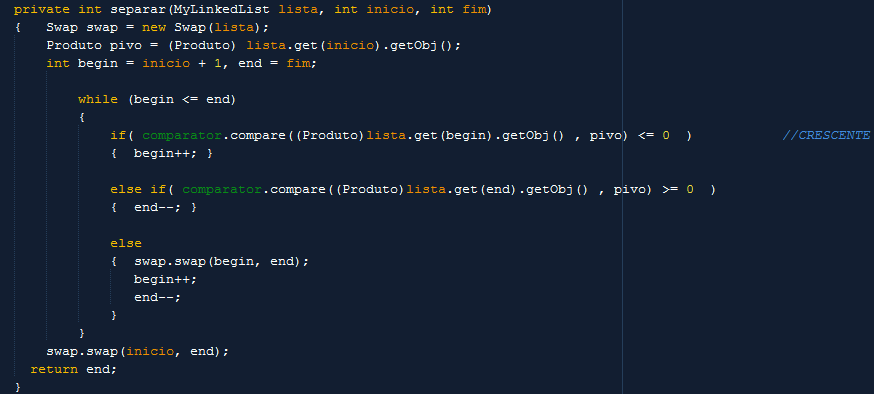 private int separar(MyLinkedList lista, int inicio, int fim)
{   Swap swap = new Swap(lista);
    Produto pivo = (Produto) lista.get(inicio).getObj();
    int begin = inicio + 1, end = fim;
        while (begin <= end)
        {
            if( comparator.compare((Produto)lista.get(begin).getObj() , pivo) <= 0  )           //CRESCENTE
            {  begin++; }
            else if( comparator.compare((Produto)lista.get(end).getObj() , pivo) >= 0  )
            {  end--; }
            else
            {  swap.swap(begin, end);
               begin++;
               end--;
            }
        }
    swap.swap(inicio, end);
  return end;
}